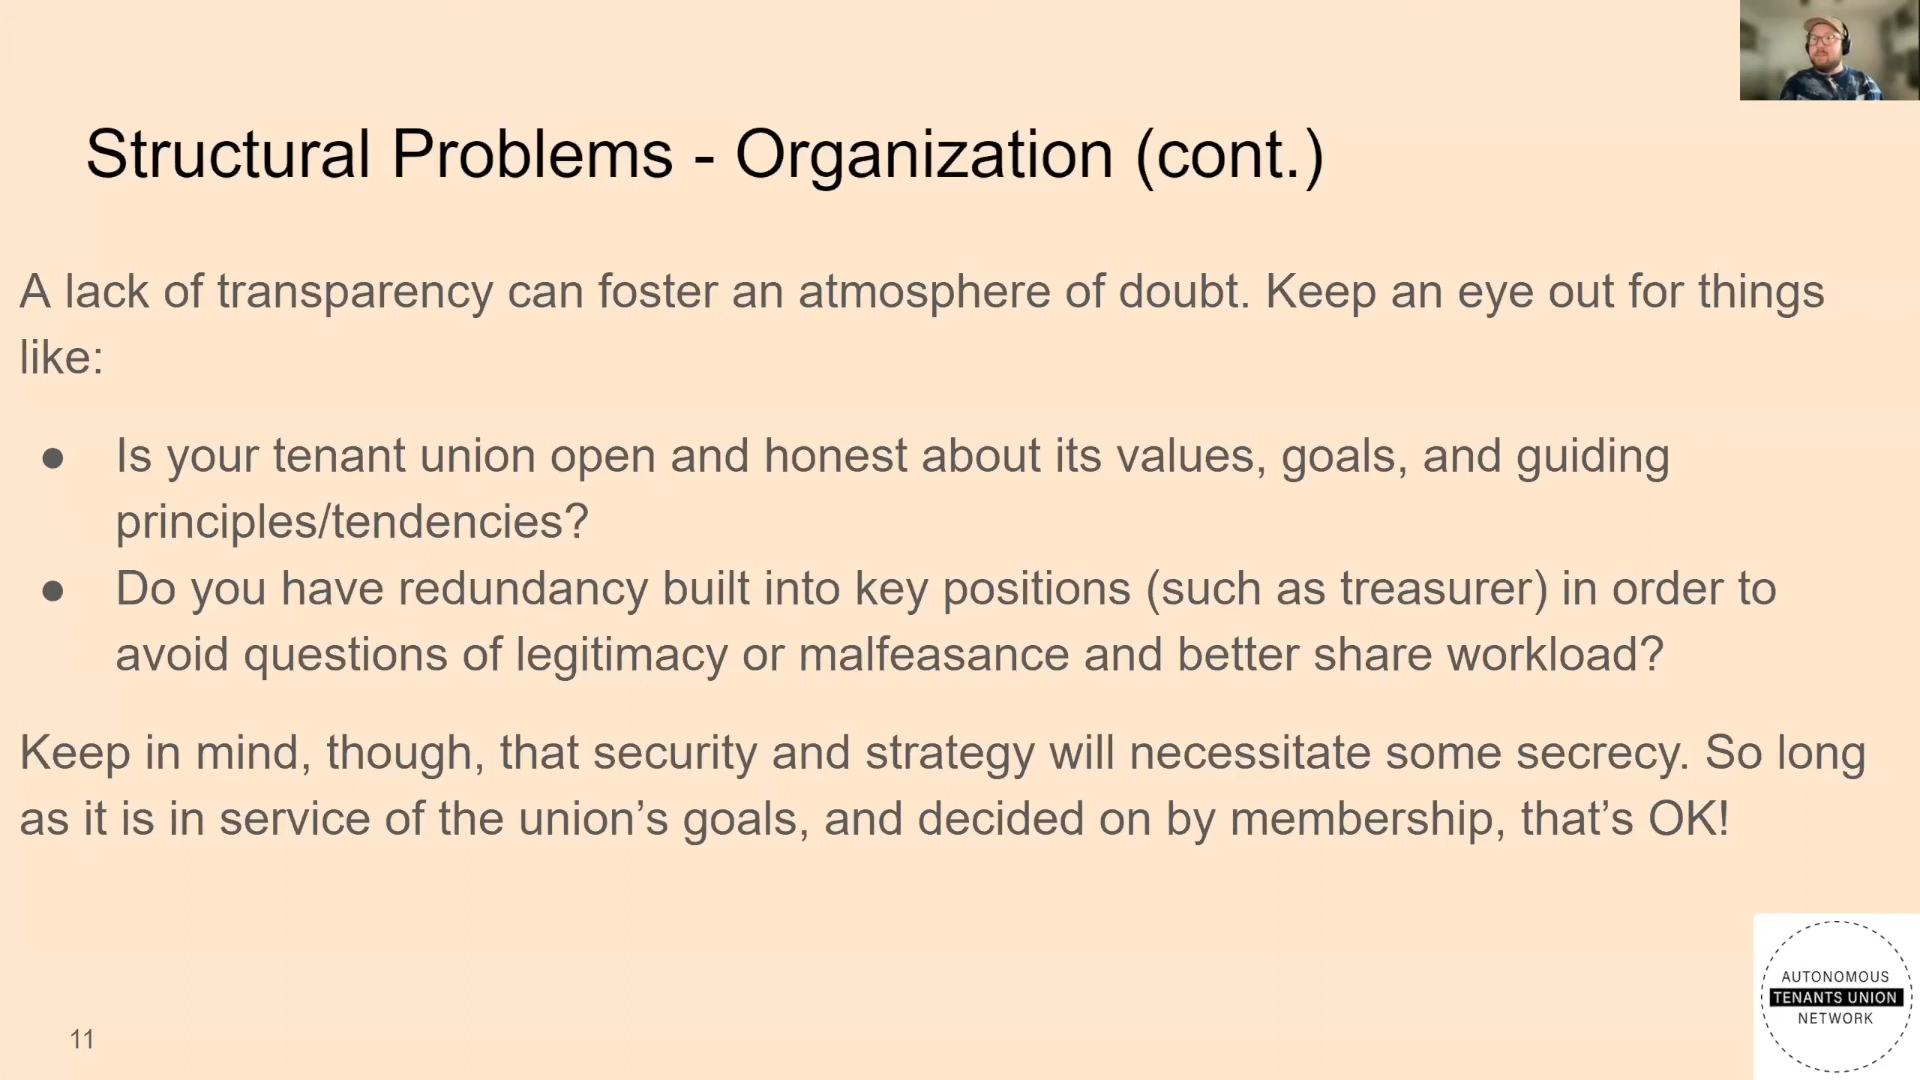 Structural Problems - Organization (cont.)
A lack of transparency can foster an atmosphere of doubt. Keep an eye out for things
like:
● Is your tenant union open and honest about its values, goals, and guiding
principles/tendencies?
● Do you have redundancy built into key positions (such as treasurer) in order to
avoid questions of legitimacy or malfeasance and better share workload?
Keep in mind, though, that security and strategy will necessitate some secrecy. So long
as it is in service of the union’s goals, and decided on by membership, that’s OK!
AUTONOMOUS
TENANTS UNION
NETWORK
11